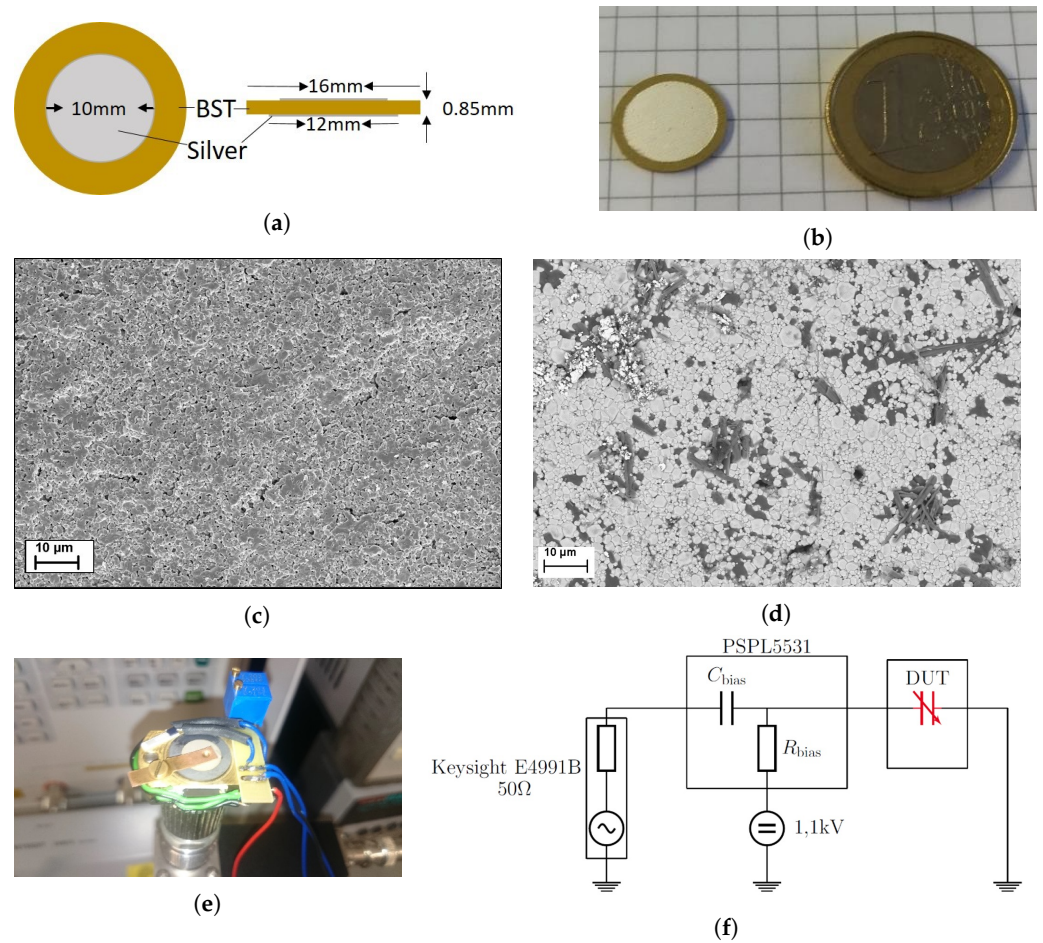 16mm
10mm
BST
0.85mm
12mm
Silver
(a)
1
(b)
10 µm
(c)
10 µm
(d)
(e)
PSPL5531
C_bias
DUT
R_bias
Keysight E4991B
50Ω
1,1kV
(f)